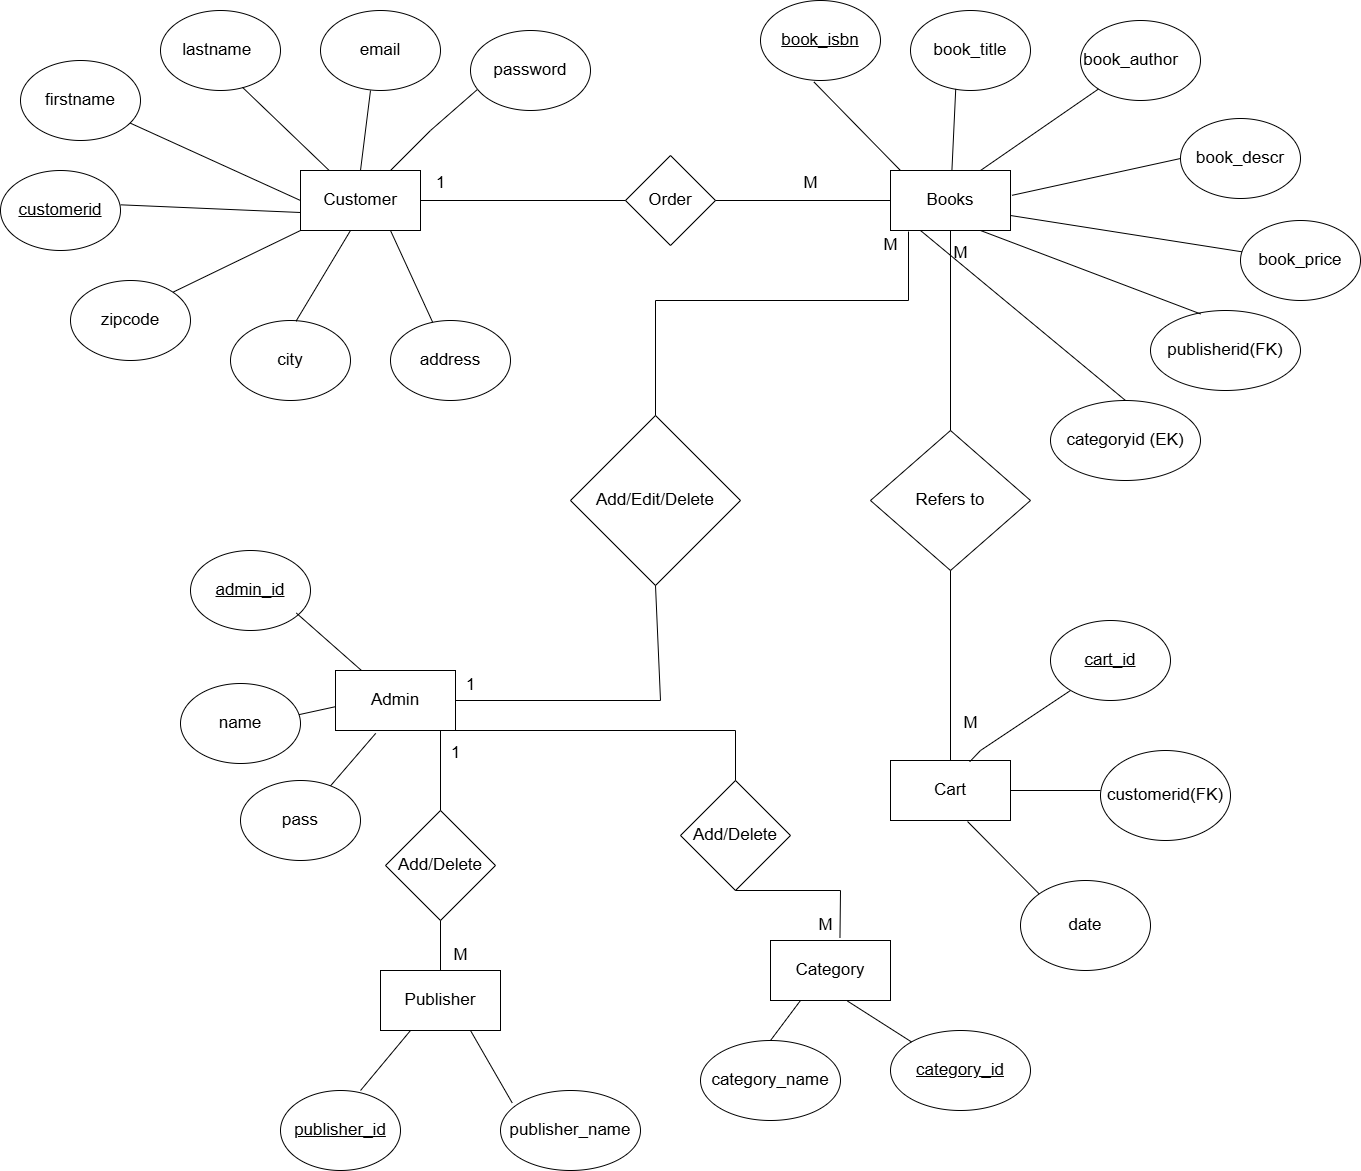 lastname
email
password
firstname
customerid
zipcode
city
address
Customer
1
Order
M
Books
book_isbn
book_title
book_author
book_descr
book_price
publisherid(FK)
categoryid (EK)
M
M
Add/Edit/Delete
Refers to
admin_id
name
pass
Admin
1
1
Add/Delete
Add/Delete
M
Cart
cart_id
customerid(FK)
date
M
Publisher
publisher_id
publisher_name
M
Category
category_name
category_id